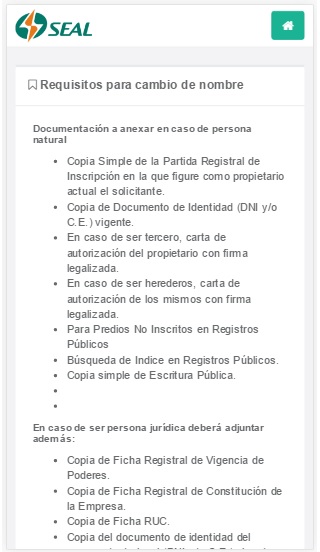 SEAL
Requisitos para cambio de nombre
Documentación a anexar en caso de persona
natural
Copia Simple de la Partida Registral de
Inscripción en la que figure como propietario
actual el solicitante.
Copia de Documento de Identidad (DNI y/o
C.E.) vigente.
En caso de ser tercero, carta de
autorización del propietario con firma
legalizada.
En caso de ser herederos, carta de
autorización de los mismos con firma
legalizada.
Para Predios No Inscritos en Registros
Públicos
Búsqueda de Indice en Registros Públicos.
Copia simple de Escritura Pública.
En caso de ser persona jurídica deberá adjuntar
además:
Copia de Ficha Registral de Vigencia de
Poderes.
Copia de Ficha Registral de Constitución de
la Empresa.
Copia de Ficha RUC.
Copia del documento de identidad del